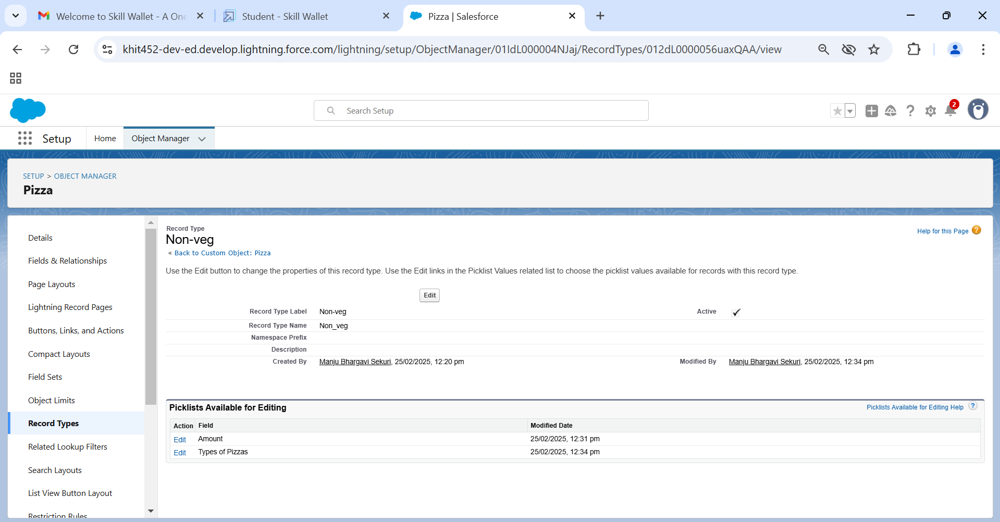 Welcome to Skill Wallet - A One
Student - Skill Wallet
Pizza | Salesforce
khit452-dev-ed.develop.lightning.force.com/lightning/setup/ObjectManager/01IdL000004NJaj/RecordTypes/012dL0000056uaxQAA/view
Search Setup
2
Setup
Home
Object Manager
SETUP > OBJECT MANAGER
Pizza
Details
Fields & Relationships
Page Layouts
Lightning Record Pages
Buttons, Links, and Actions
Compact Layouts
Field Sets
Object Limits
Record Types
Related Lookup Filters
Search Layouts
List View Button Layout
Restriction Rules
Record Type
Non-veg
« Back to Custom Object: Pizza
Help for this Page ?
Use the Edit button to change the properties of this record type. Use the Edit links in the Picklist Values related list to choose the picklist values available for records with this record type.
Edit
Record Type Label Non-veg Active
Record Type Name Non_veg
Namespace Prefix
Description
Created By Manju Bhargavi Sekuri, 25/02/2025, 12:20 pm Modified By Manju Bhargavi Sekuri, 25/02/2025, 12:34 pm
Picklists Available for Editing Picklists Available for Editing Help ?
Action Field Modified Date
Edit Amount 25/02/2025, 12:31 pm
Edit Types of Pizzas 25/02/2025, 12:34 pm